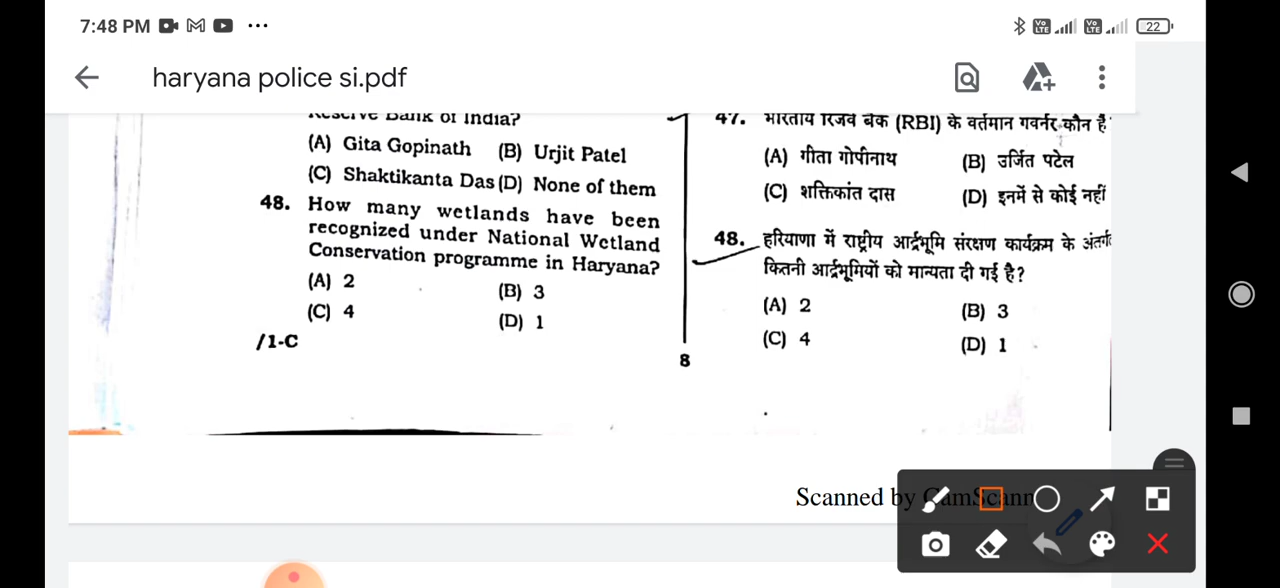 7:48 PM ...
22
haryana police si.pdf
Reserve Bank of India?
(A) Gita Gopinath (B) Urjit Patel
(C) Shaktikanta Das (D) None of them
48. How many wetlands have been
recognized under National Wetland
Conservation programme in Haryana?
(A) 2 (B) 3
(C) 4 (D) 1
/1-C
8
47. भारतीय रिजर्व बैंक (RBI) के वर्तमान गवर्नर कौन हैं
(A) गीता गोपीनाथ (B) उर्जित पटेल
(C) शक्तिकांत दास (D) इनमें से कोई नहीं
48. हरियाणा में राष्ट्रीय आर्द्रभूमि संरक्षण कार्यक्रम के अंतर्गत
कितनी आर्द्रभूमियों को मान्यता दी गई है?
(A) 2 (B) 3
(C) 4 (D) 1
Scanned by CamScann